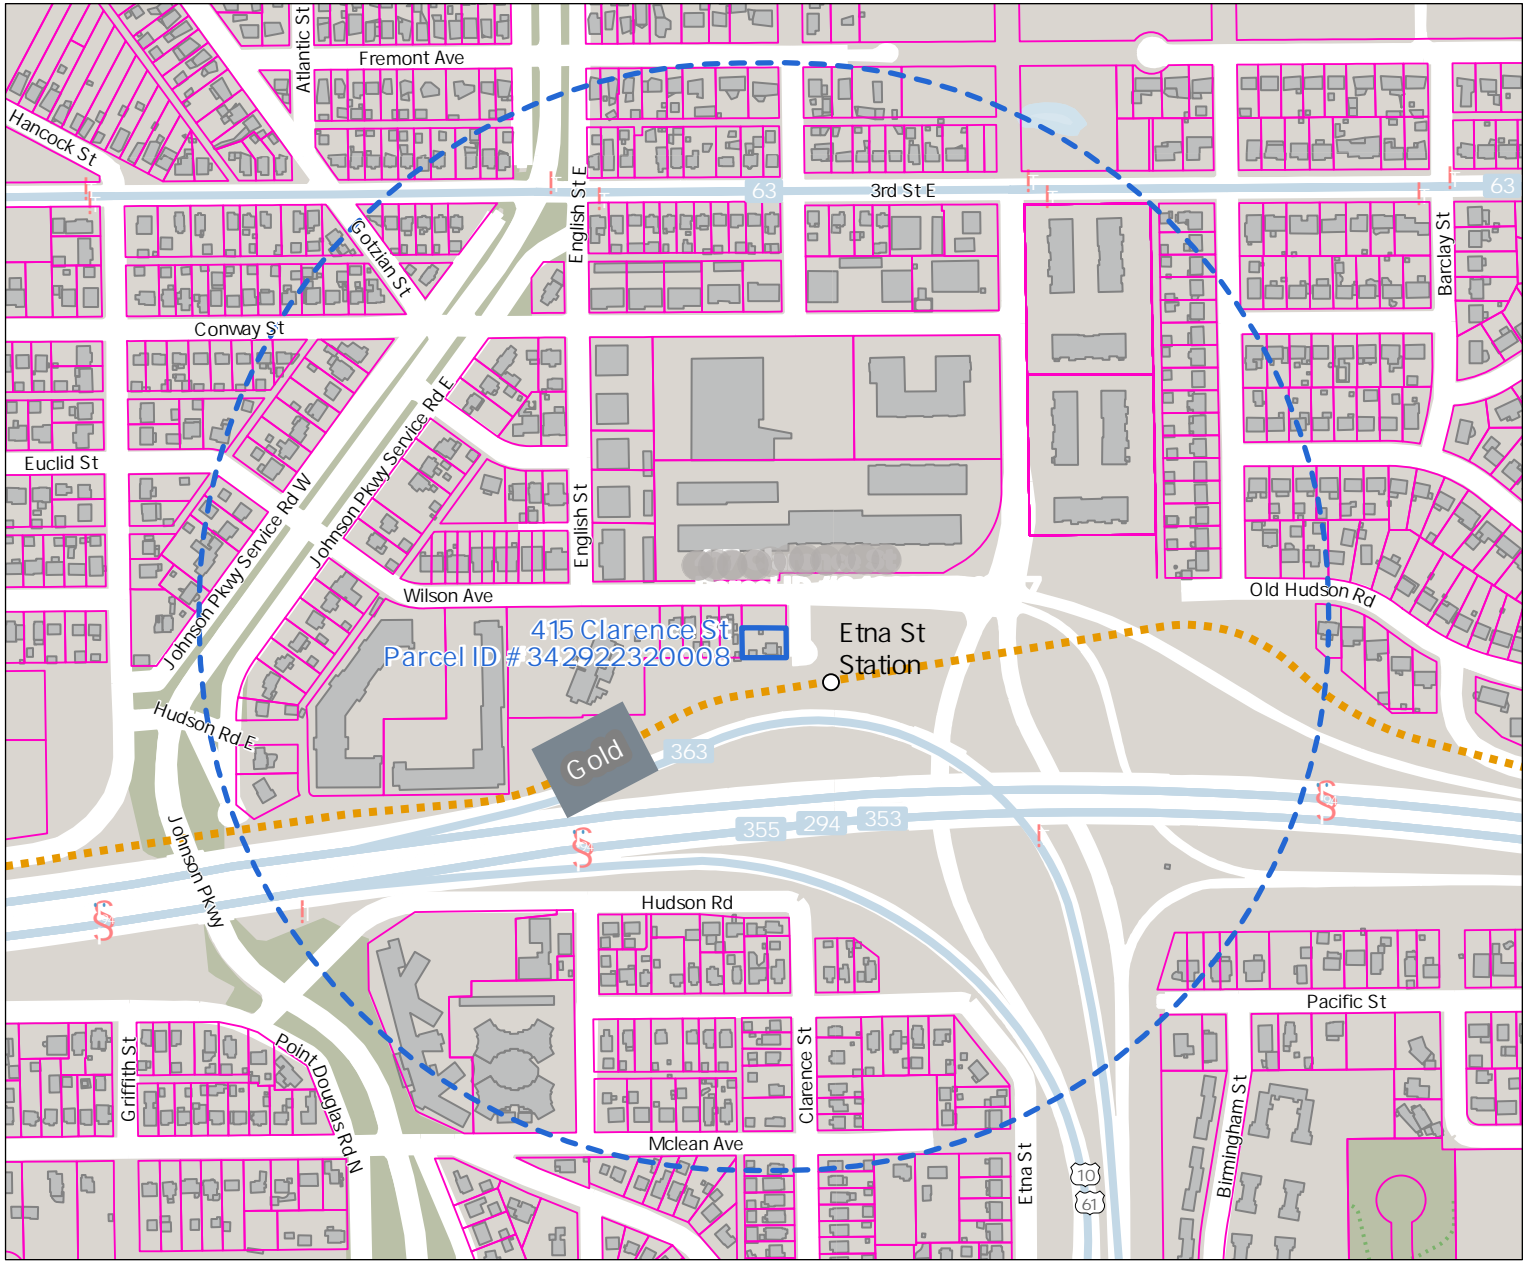 Atlantic St
Fremont Ave
Hancock St
English St E
63
3rd St E
63
Gotzian St
Barclay St
Conway St
Johnson Pkwy Service Rd E
Euclid St
Johnson Pkwy Service Rd W
English St
Wilson Ave
Old Hudson Rd
415 Clarence St
Parcel ID # 342922320008
Etna St
Station
Hudson Rd E
Gold
363
355
294
353
Johnson Pkwy
Hudson Rd
Pacific St
Griffith St
Point Douglas Rd N
Clarence St
Mclean Ave
Etna St
Birmingham St
10
61